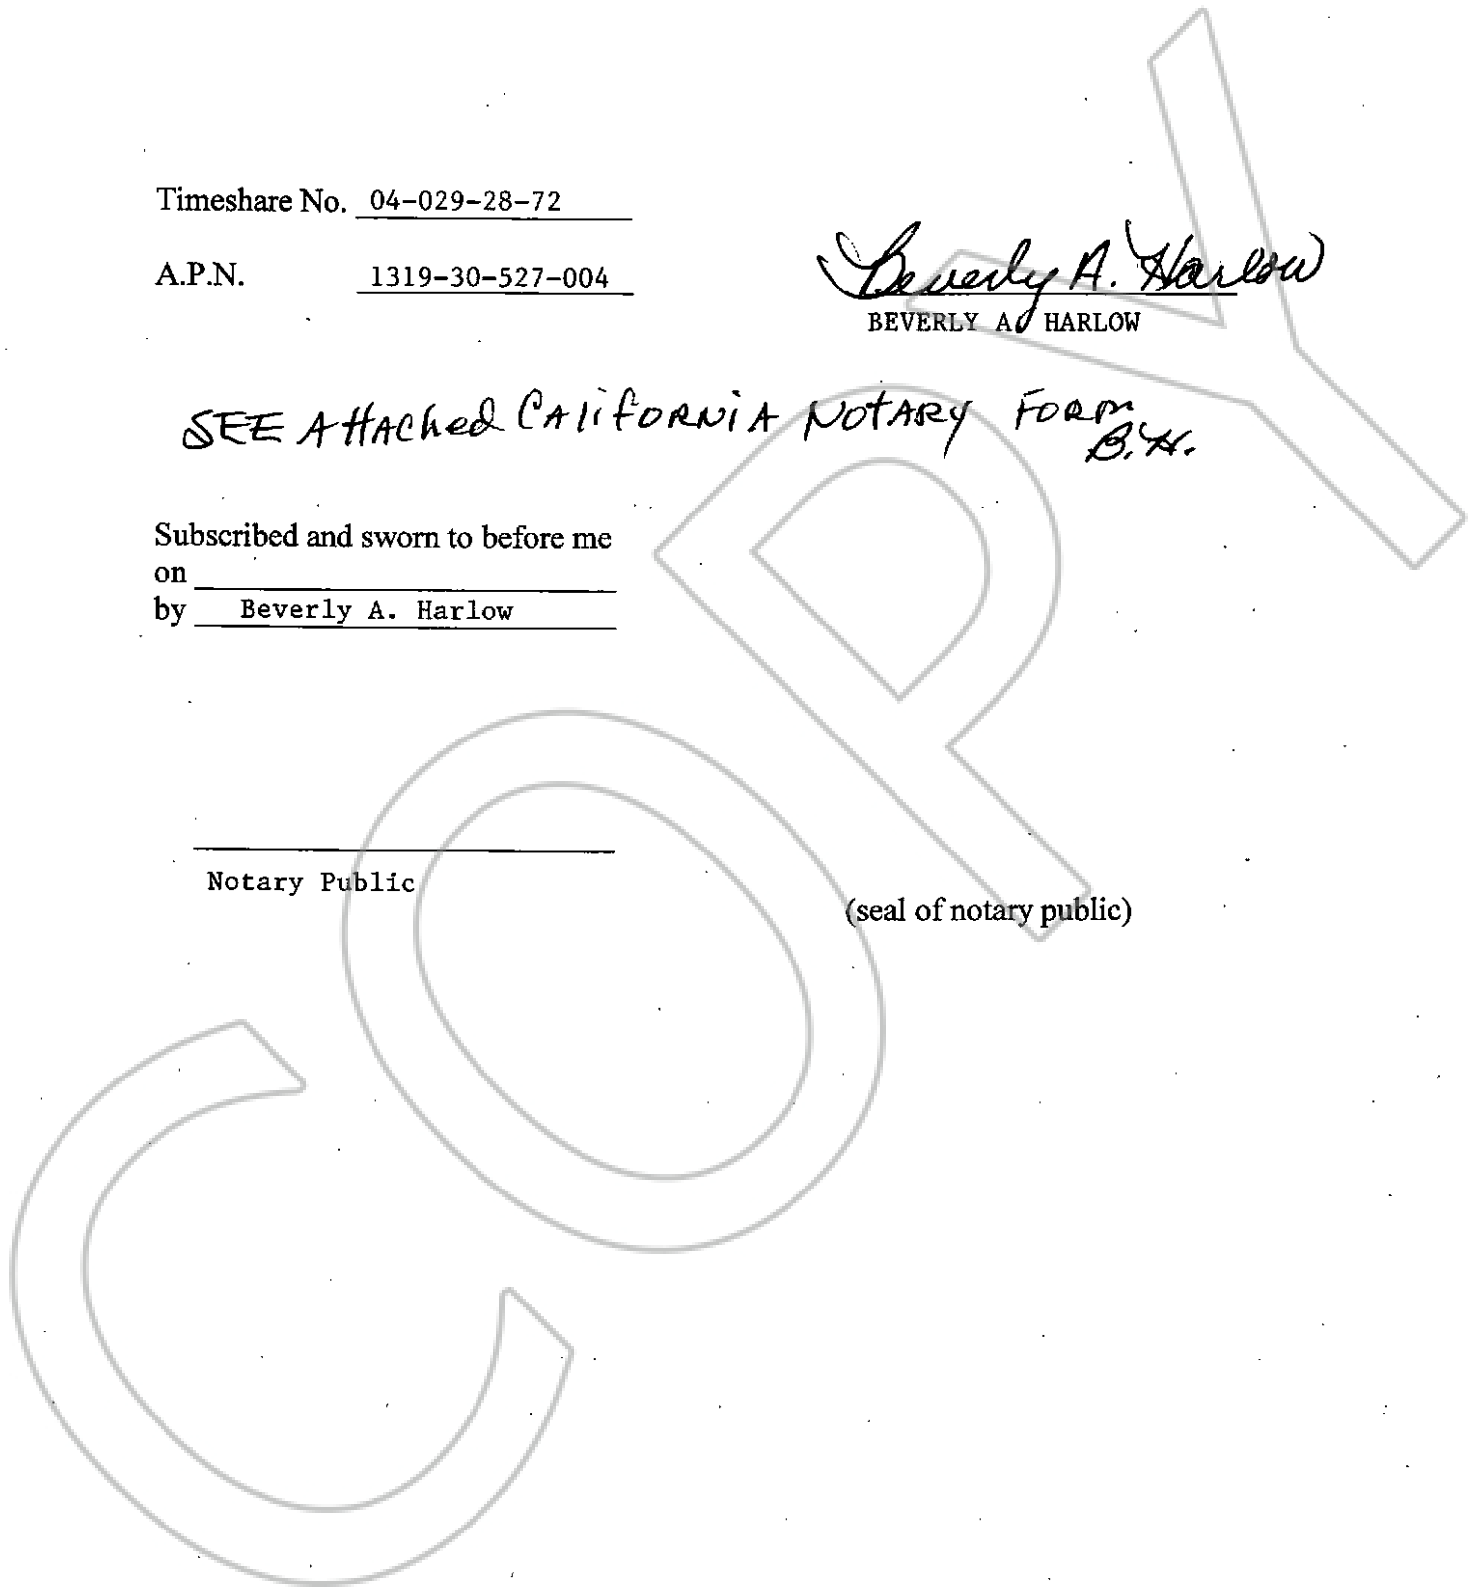 Timeshare No. 04-029-28-72
A.P.N. 1319-30-527-004
Beverly A. Harlow
BEVERLY A. HARLOW
SEE Attached California Notary Form
B.H.
Subscribed and sworn to before me
on
by Beverly A. Harlow
Notary Public
(seal of notary public)
COPY